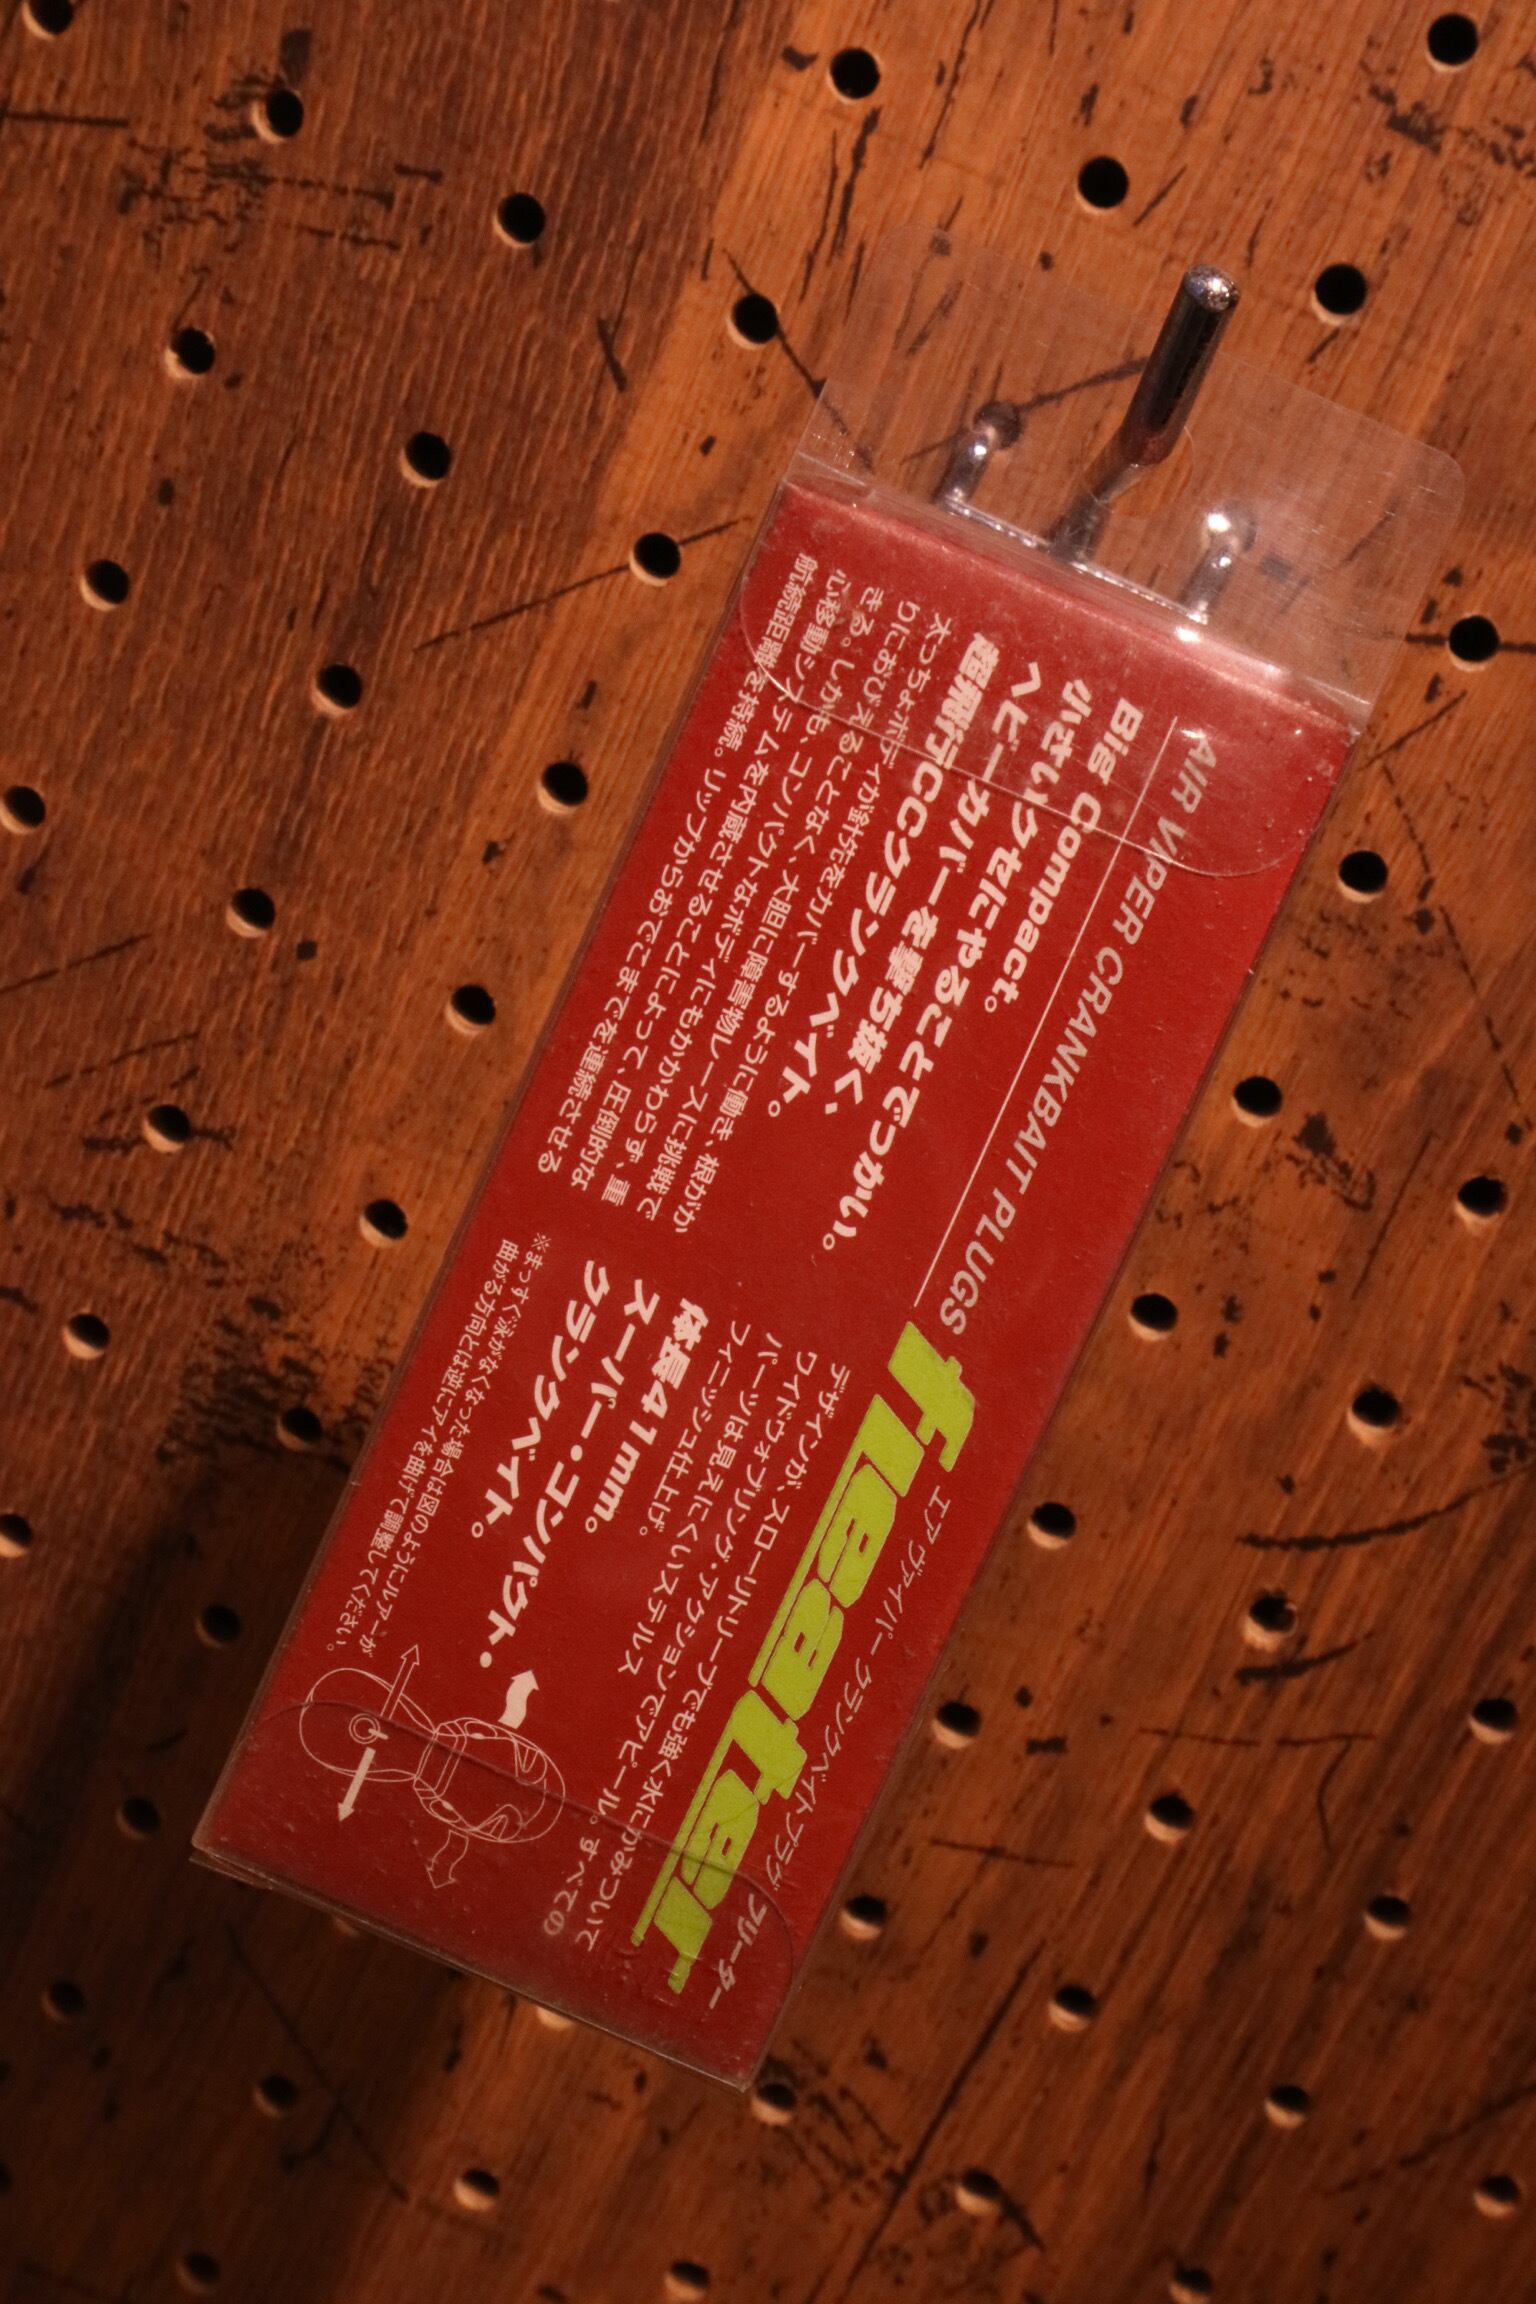 AIR VIPER CRANKBAIT PLUGS
Big Compact。
小さいクセにやることでっかい。
ヘビーカバーを撃ち抜く、
超飛行CCクランクベイト。
太っちょボディが針先をカバーするように働き、根がか
りにおびえることなく、大胆に障害物レースに挑戦で
きる。しかも、コンパクトなボディにもかかわらず、重
心移動システムを内蔵させることによって、圧倒的な
航続距離を持続。リップからおでこまでを連続させる
fleater
エアヴァイパー クランクベイトプラグ フリーター
デザインが、スローリトリーブでも強く水にかみついて
ワイドウォブリング・アクションでアピール。すべての
パーツは見えにくいステルス
フィニッシュ仕上げ。
体長41mm。
スーパー・コンパクト・
クランクベイト。
※まっすぐ泳がなくなった場合は図のようにルアーが
曲がる方向とは逆にアイを曲げて調整してください。